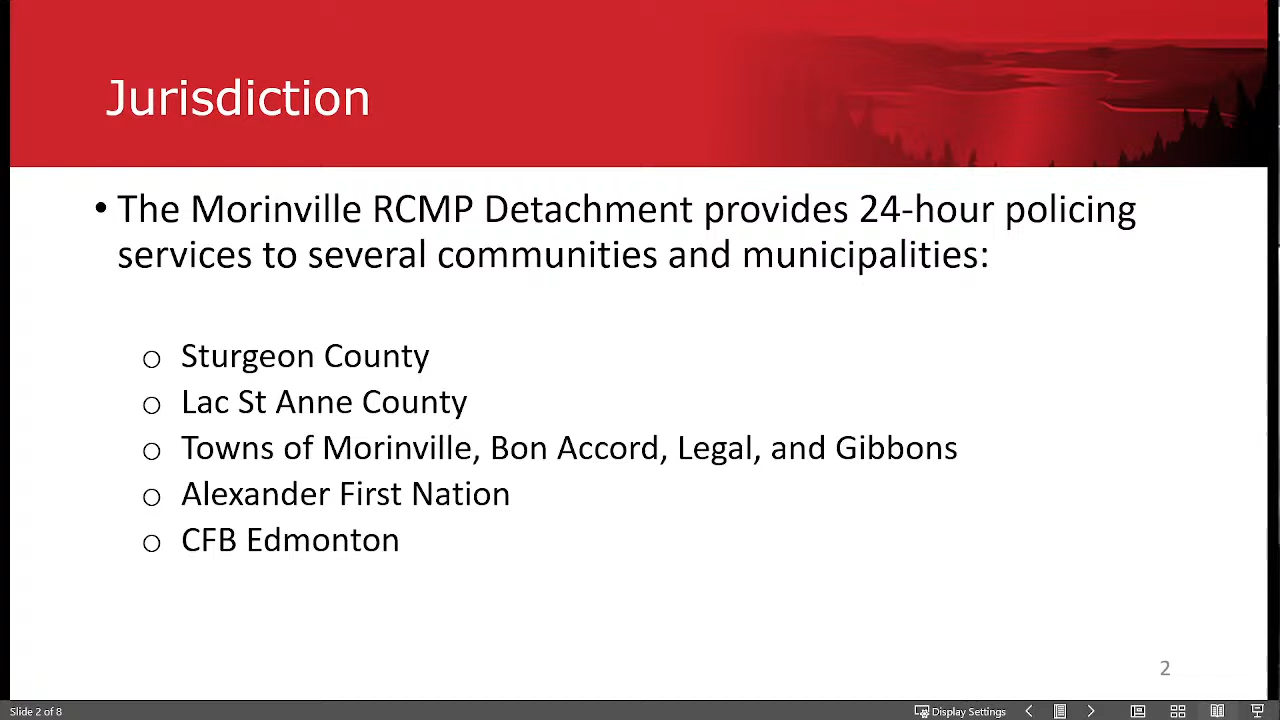 Jurisdiction
• The Morinville RCMP Detachment provides 24-hour policing
services to several communities and municipalities:
o Sturgeon County
o Lac St Anne County
o Towns of Morinville, Bon Accord, Legal, and Gibbons
o Alexander First Nation
o CFB Edmonton
2
Slide 2 of 8 Display Settings